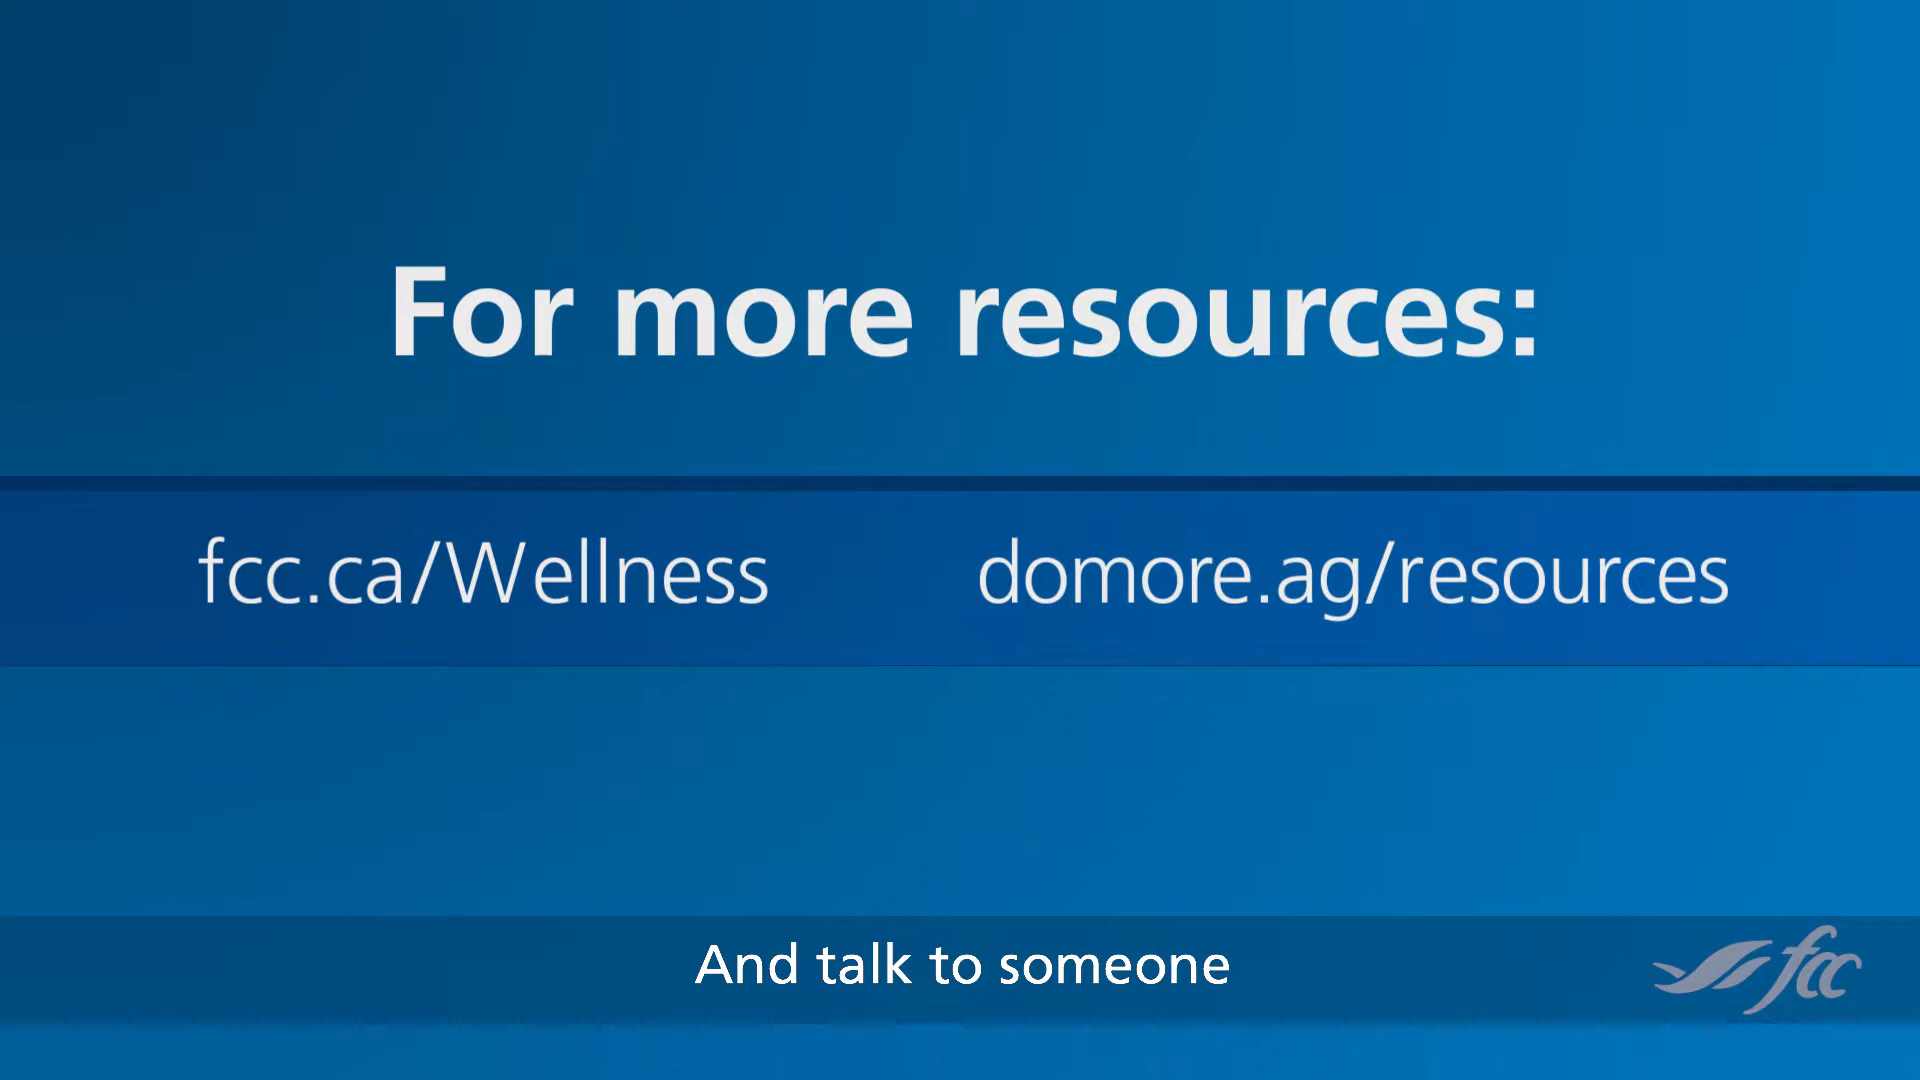 For more resources:
fcc.ca/Wellness
domore.ag/resources
And talk to someone
fcc